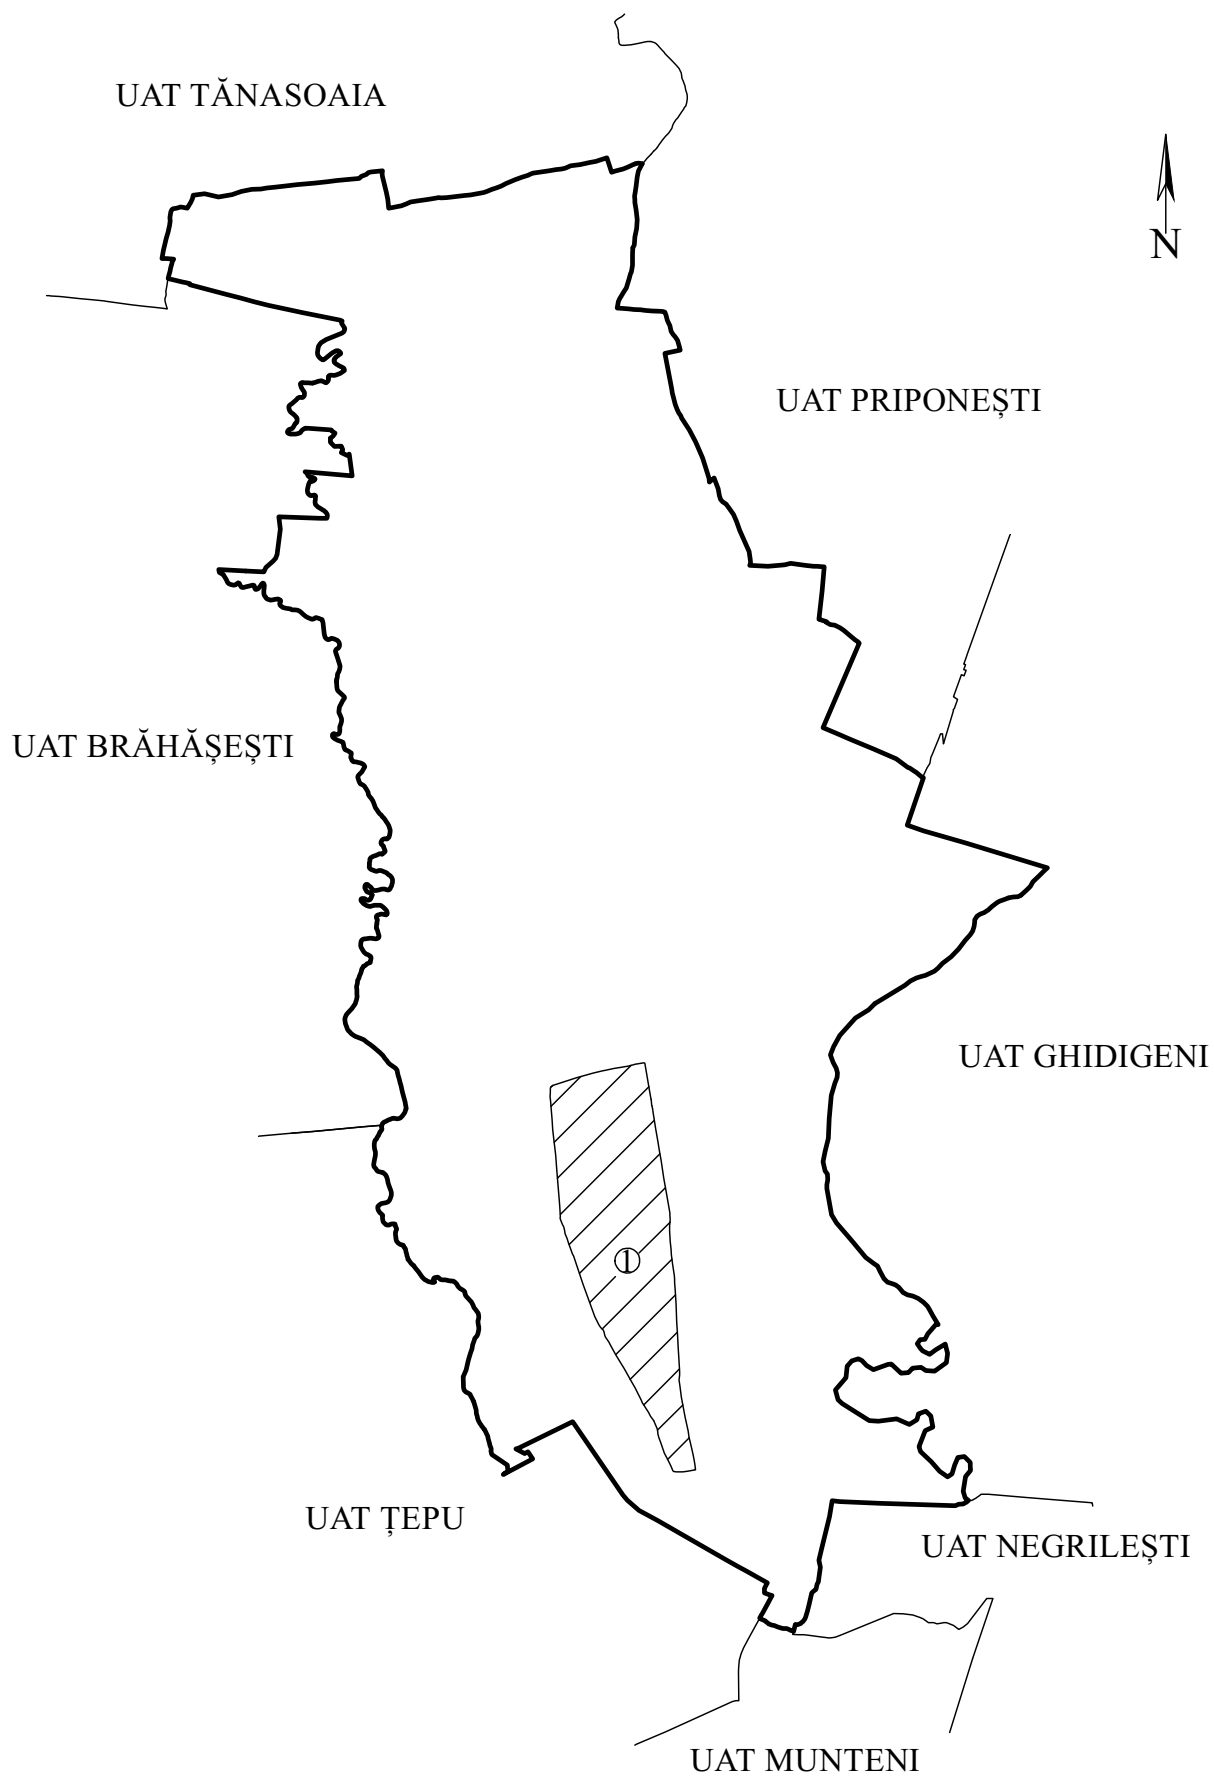 UAT TĂNASOAIA
N
UAT PRIPONEȘTI
UAT BRĂHĂȘEȘTI
UAT GHIDIGENI
1
UAT ȚEPU
UAT NEGRILEȘTI
UAT MUNTENI